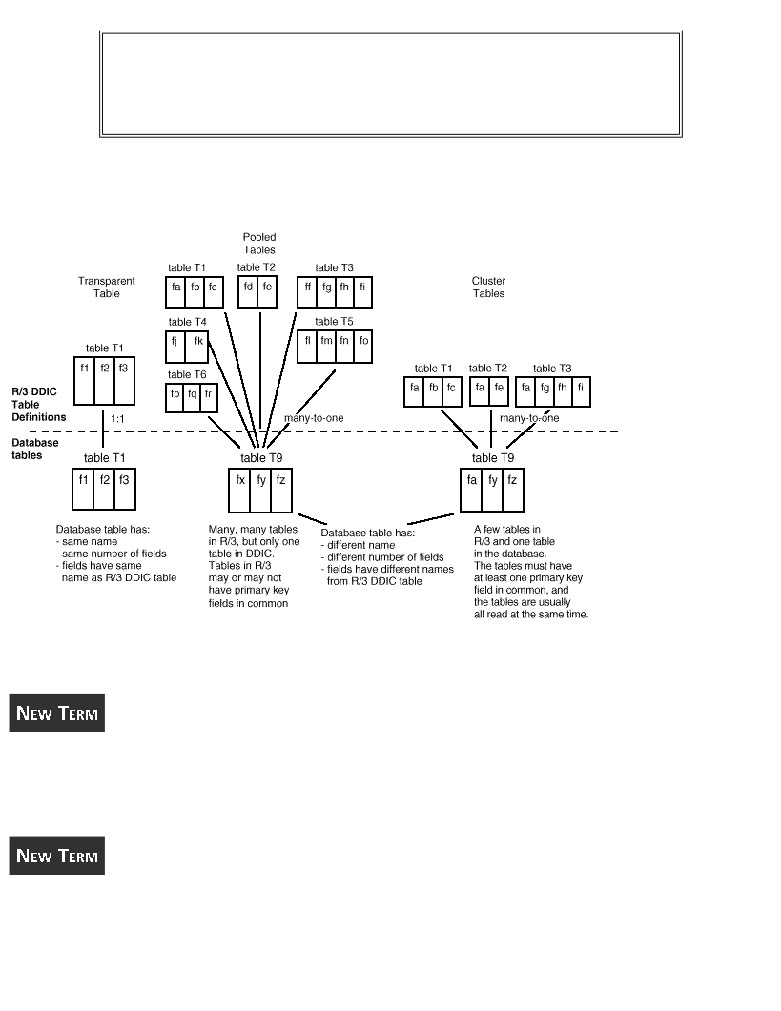 Pooled
Tables
Transparent
Table
Cluster
Tables
table T1
table T2
table T3
fa fb fc
fd fe
ff fg fh fi
table T4
table T5
fj fk
fl fm fn fo
table T6
fp fq fr
table T1
f1 f2 f3
table T1
table T2
table T3
fa fb fc
fa fe
fa fg fh fi
R/3 DDIC
Table
Definitions
1:1
many-to-one
many-to-one
Database
tables
table T1
f1 f2 f3
table T9
fx fy fz
table T9
fa fy fz
Database table has:
- same name
- same number of fields
- fields have same
name as R/3 DDIC table
Many, many tables
in R/3, but only one
table in DDIC.
Tables in R/3
may or may not
have primary key
fields in common
Database table has:
- different name
- different number of fields
- fields have different names
from R/3 DDIC table
A few tables in
R/3 and one table
in the database.
The tables must have
at least one primary key
field in common, and
the tables are usually
all read at the same time.
NEW TERM
NEW TERM